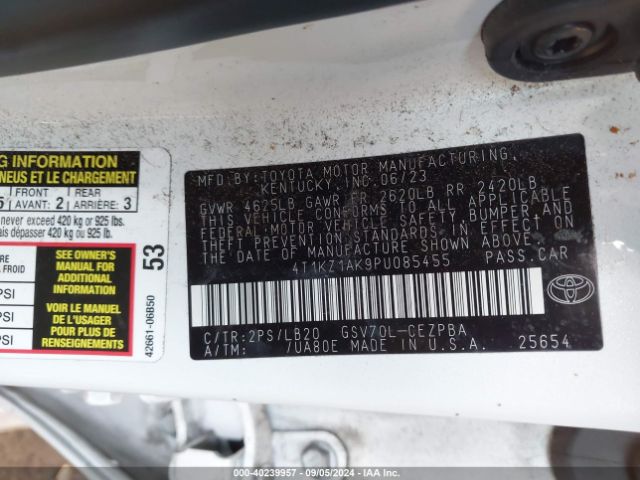 G INFORMATION
NEUS ET LE CHARGEMENT
FRONT REAR
5 AVANT: 2 ARRIÈRE: 3
never exceed 420 kg or 925 lbs.
ais dépasser 420 kg ou 925 lb.
FROID
PSI
PSI
SEE OWNER'S
MANUAL FOR
ADDITIONAL
INFORMATION
VOIR LE MANUEL
DE L'USAGER
POUR PLUS DE
RENSEIGNEMENTS
53
42661-06B50
MFD.BY:TOYOTA MOTOR MANUFACTURING,
KENTUCKY, INC. 06/23
GVWR 4625LB GAWR FR 2620LB RR 2420LB
THIS VEHICLE CONFORMS TO ALL APPLICABLE
FEDERAL MOTOR VEHICLE SAFETY, BUMPER, AND
THEFT PREVENTION STANDARDS IN EFFECT ON
THE DATE OF MANUFACTURE SHOWN ABOVE.
4T1KZ1AK9PU085455 PASS.CAR
C/TR:2PS/LB20 GSV70L-CEZPBA
A/TM: /UA80E MADE IN U.S.A. 25654
TOYOTA
000-40239957 - 09/05/2024 - IAA Inc.